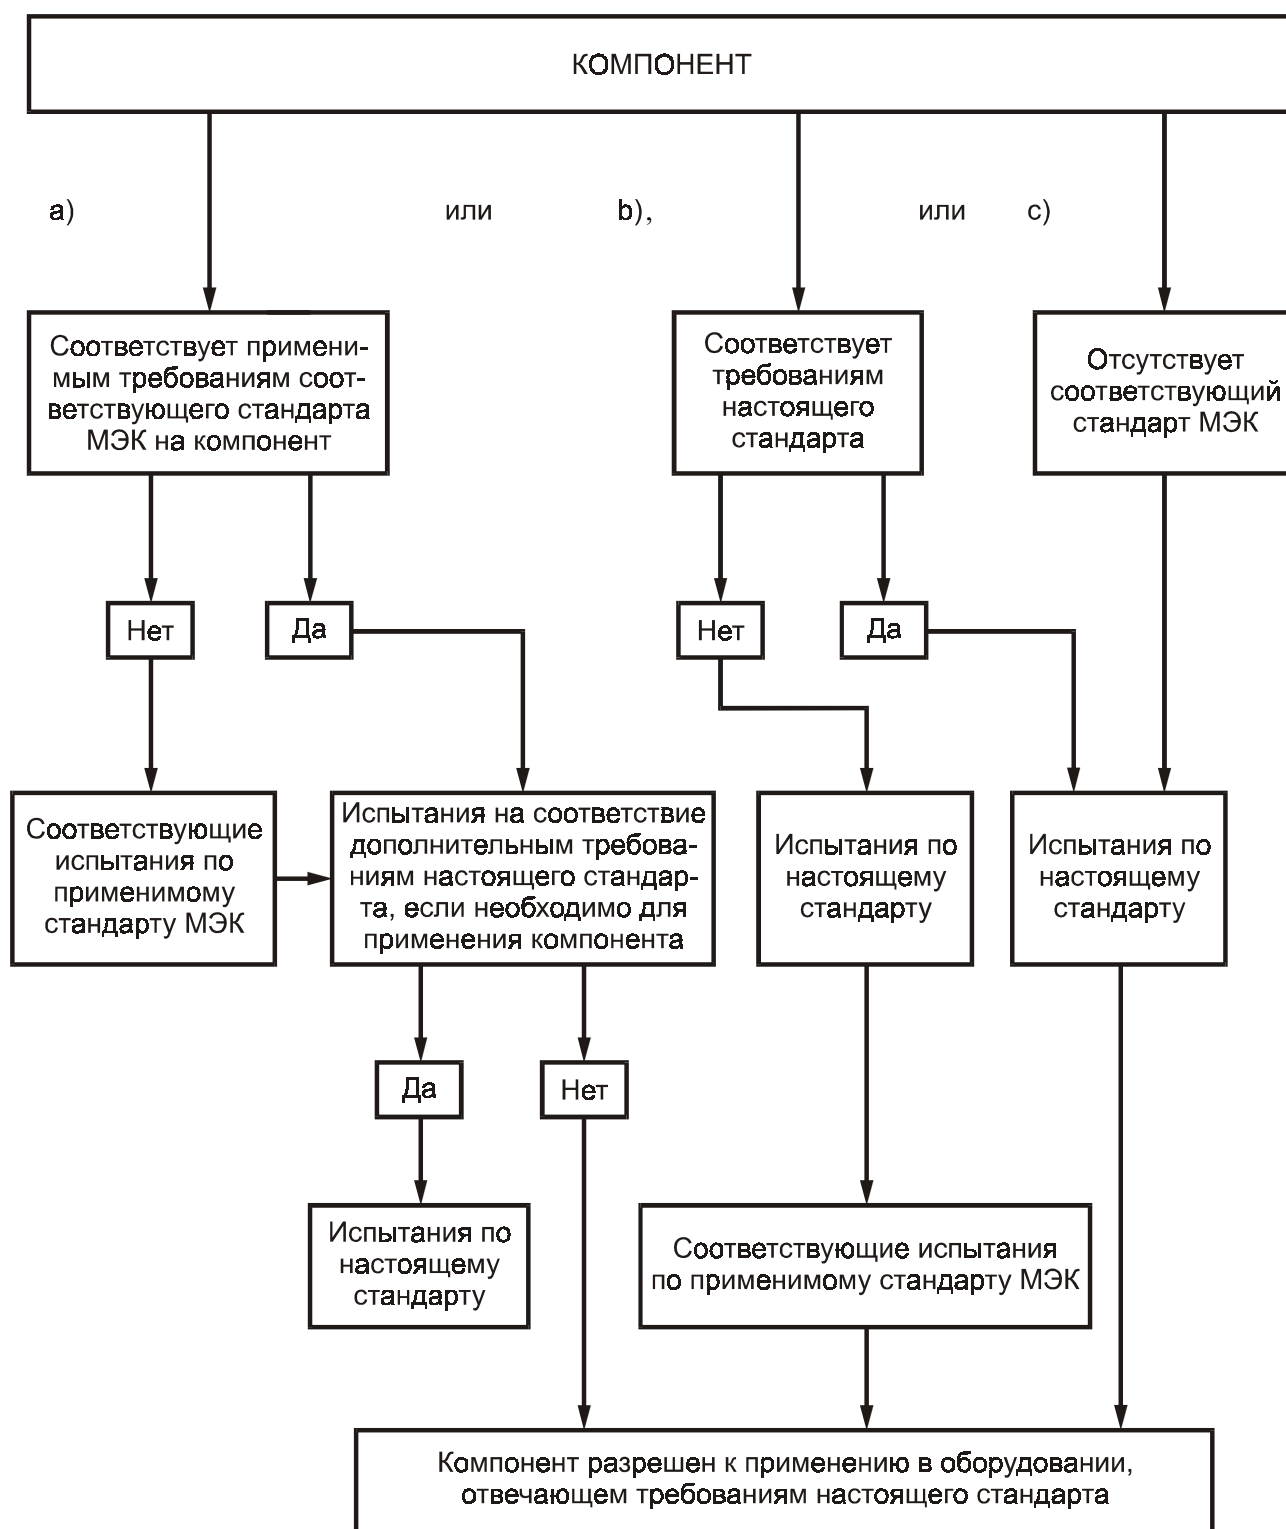 КОМПОНЕНТ
а)
или
b),
или
с)
Соответствует примени-
мым требованиям соот-
ветствующего стандарта
МЭК на компонент
Соответствует
требованиям
настоящего
стандарта
Отсутствует
соответствующий
стандарт МЭК
Нет
Да
Нет
Да
Соответствующие
испытания по
применимому
стандарту МЭК
Испытания на соответствие
дополнительным требова-
ниям настоящего стандар-
та, если необходимо для
применения компонента
Испытания по
настоящему
стандарту
Испытания по
настоящему
стандарту
Да
Нет
Испытания по
настоящему
стандарту
Соответствующие испытания
по применимому стандарту МЭК
Компонент разрешен к применению в оборудовании,
отвечающем требованиям настоящего стандарта